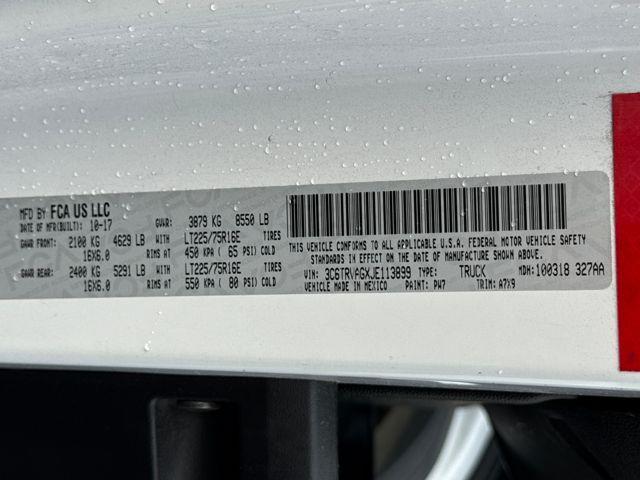 MFD BY FCA US LLC
DATE OF MFR(BUILT): 10-17 GVWR: 3879 KG 8550 LB
GAWR FRONT: 2100 KG 4629 LB WITH LT225/75R16E TIRES
16X6.0 RIMS AT 450 KPA ( 65 PSI) COLD
GAWR REAR: 2400 KG 5291 LB WITH LT225/75R16E TIRES
16X6.0 RIMS AT 550 KPA ( 80 PSI) COLD
THIS VEHICLE CONFORMS TO ALL APPLICABLE U.S.A. FEDERAL MOTOR VEHICLE SAFETY
STANDARDS IN EFFECT ON THE DATE OF MANUFACTURE SHOWN ABOVE.
VIN: 3C6TRVAGXJE113899 TYPE: TRUCK MDH: 100318 327AA
VEHICLE MADE IN MEXICO PAINT: PW7 TRIM: A7X9